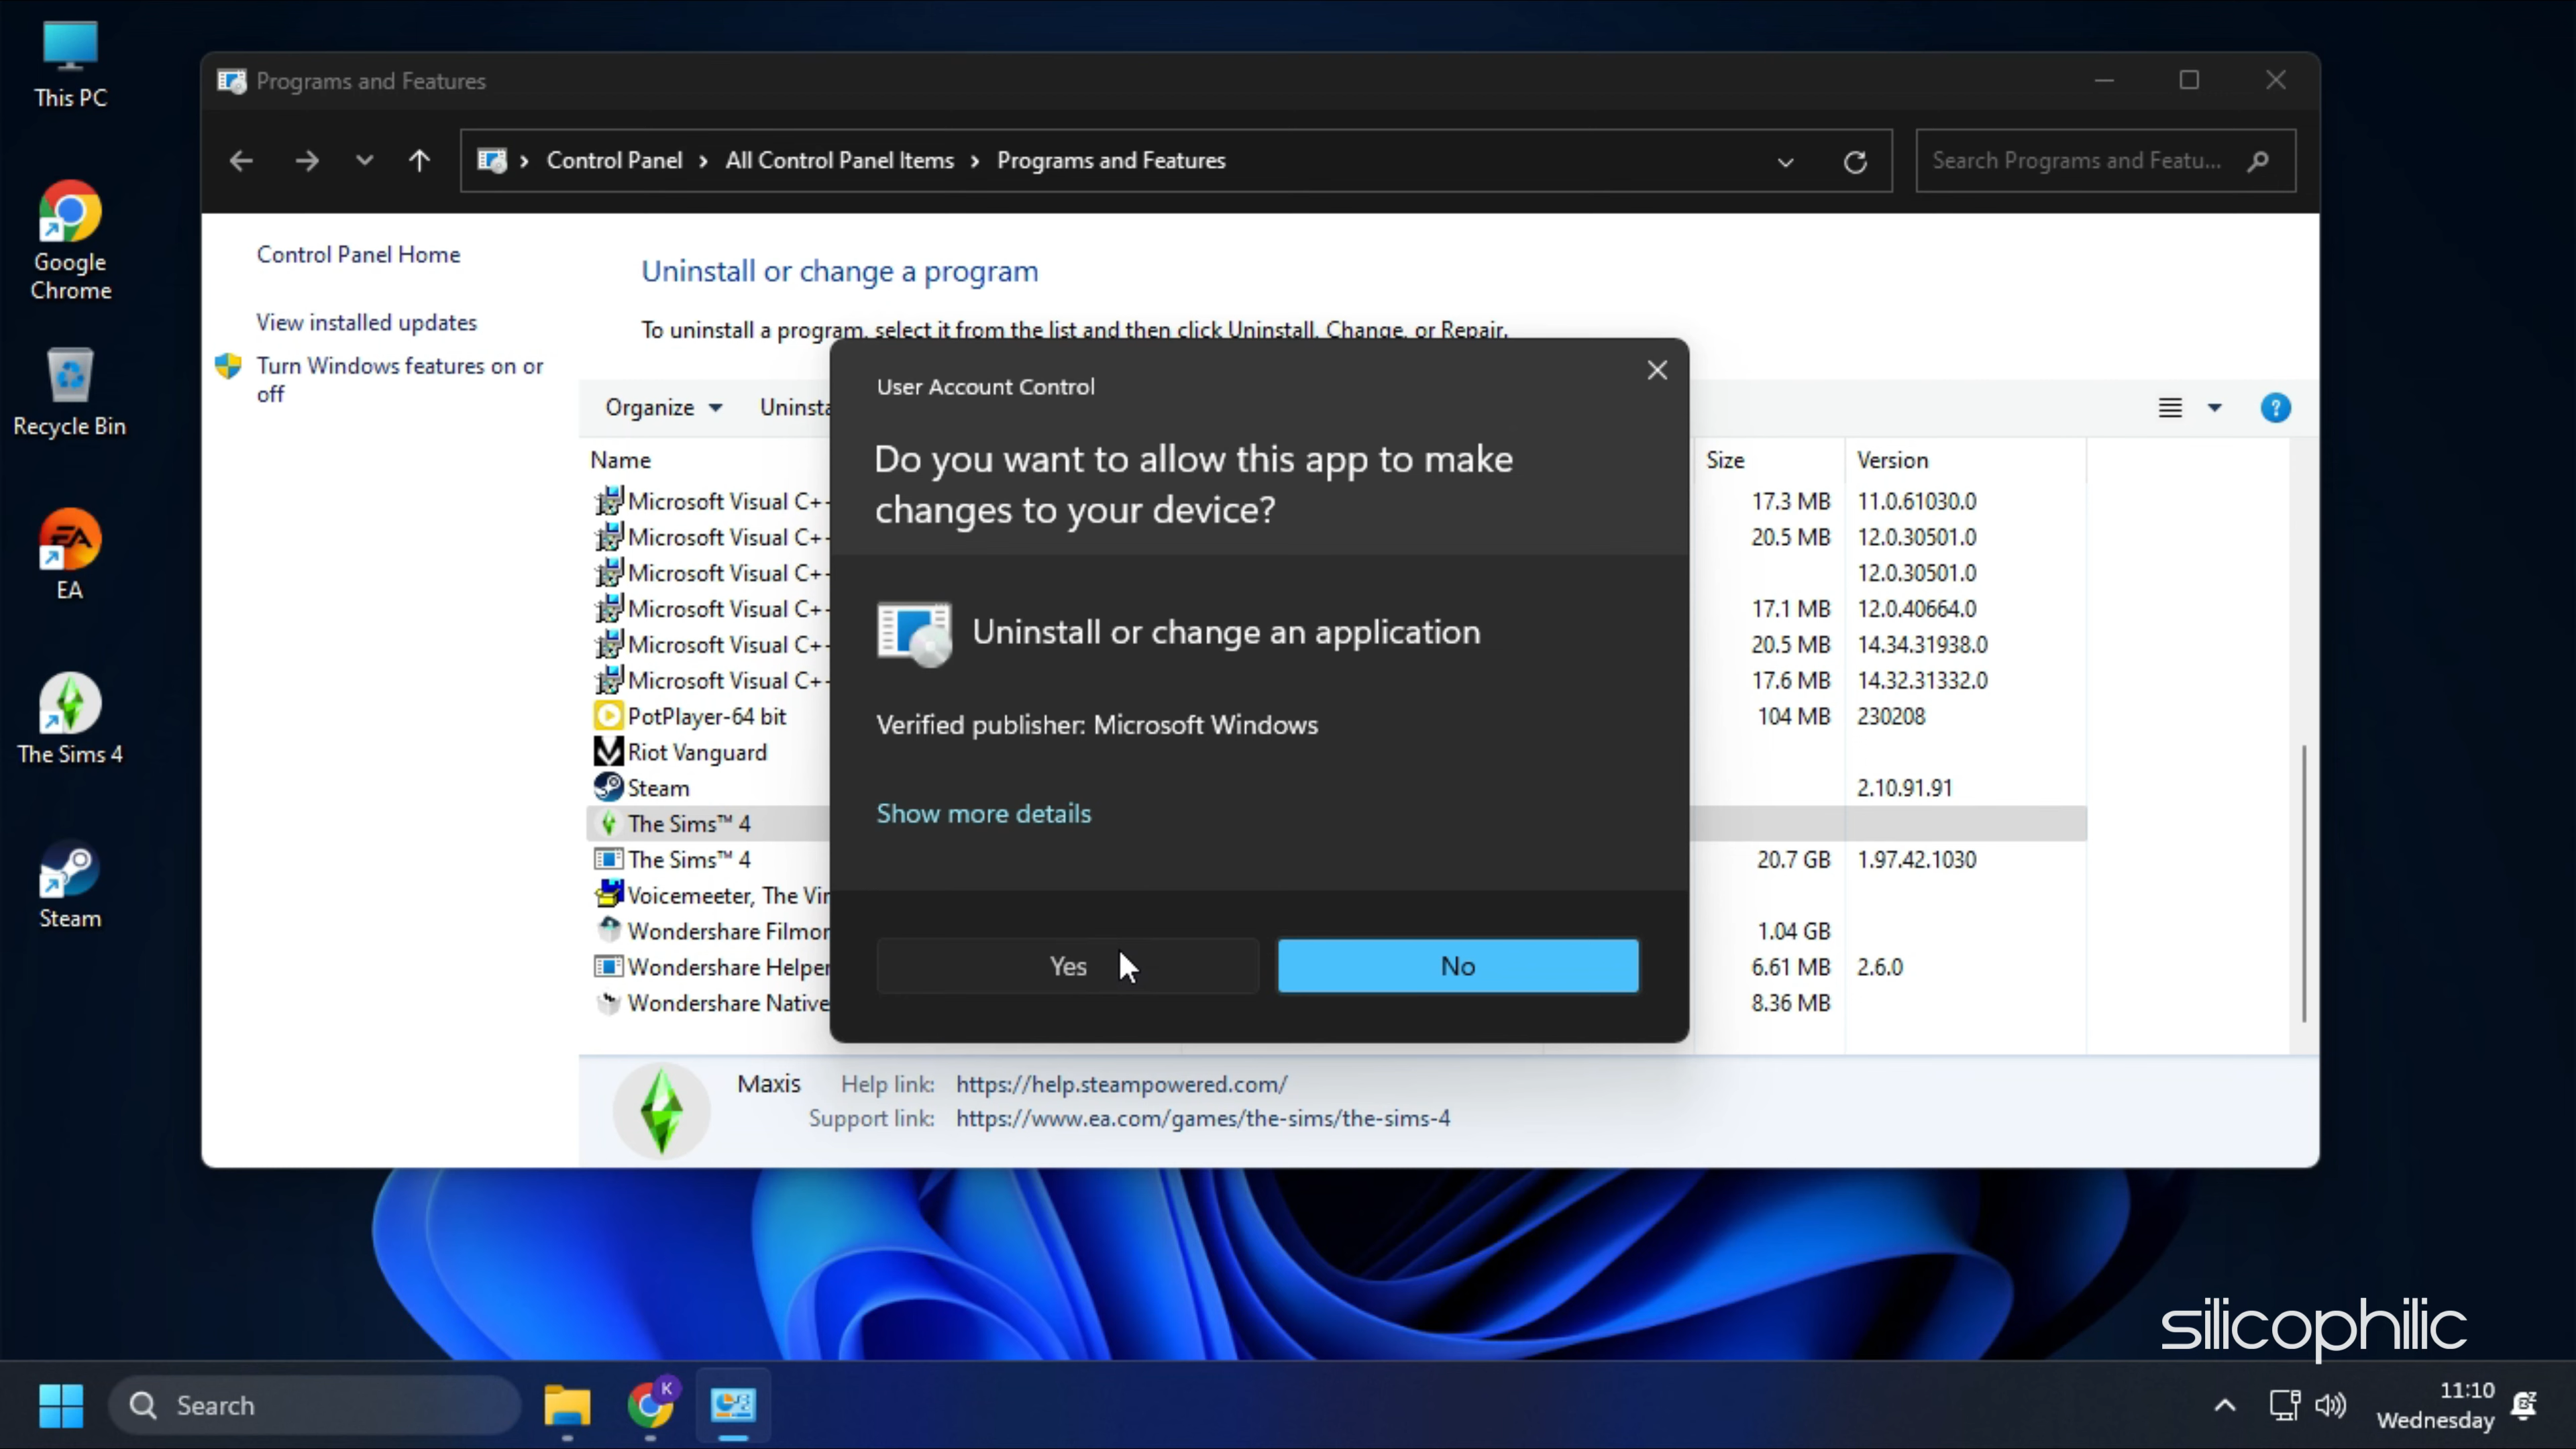 This PC
Google
Chrome
Recycle Bin
EA
The Sims 4
Steam
Programs and Features
Control Panel
All Control Panel Items
Programs and Features
Search Programs and Featu...
Control Panel Home
View installed updates
Turn Windows features on or
off
Uninstall or change a program
To uninstall a program, select it from the list and then click Uninstall, Change, or Repair.
Organize
Name Size Version
Microsoft Visual C+ 17.3 MB 11.0.61030.0
Microsoft Visual C+ 20.5 MB 12.0.30501.0
Microsoft Visual C+ 12.0.30501.0
Microsoft Visual C+ 17.1 MB 12.0.40664.0
Microsoft Visual C+ 20.5 MB 14.34.31938.0
Microsoft Visual C+ 17.6 MB 14.32.31332.0
PotPlayer-64 bit 104 MB 230208
Riot Vanguard
Steam 2.10.91.91
The Sims™ 4
The Sims™ 4 20.7 GB 1.97.42.1030
Voicemeeter, The
Wondershare 1.04 GB
Wondershare Helper 6.61 MB 2.6.0
Wondershare Native 8.36 MB
User Account Control
Do you want to allow this app to make
changes to your device?
Uninstall or change an application
Verified publisher: Microsoft Windows
Show more details
Yes
No
Maxis Help link: https://help.steampowered.com/
Support link: https://www.ea.com/games/the-sims/the-sims-4
silicophilic
Search
K
11:10
Wednesday